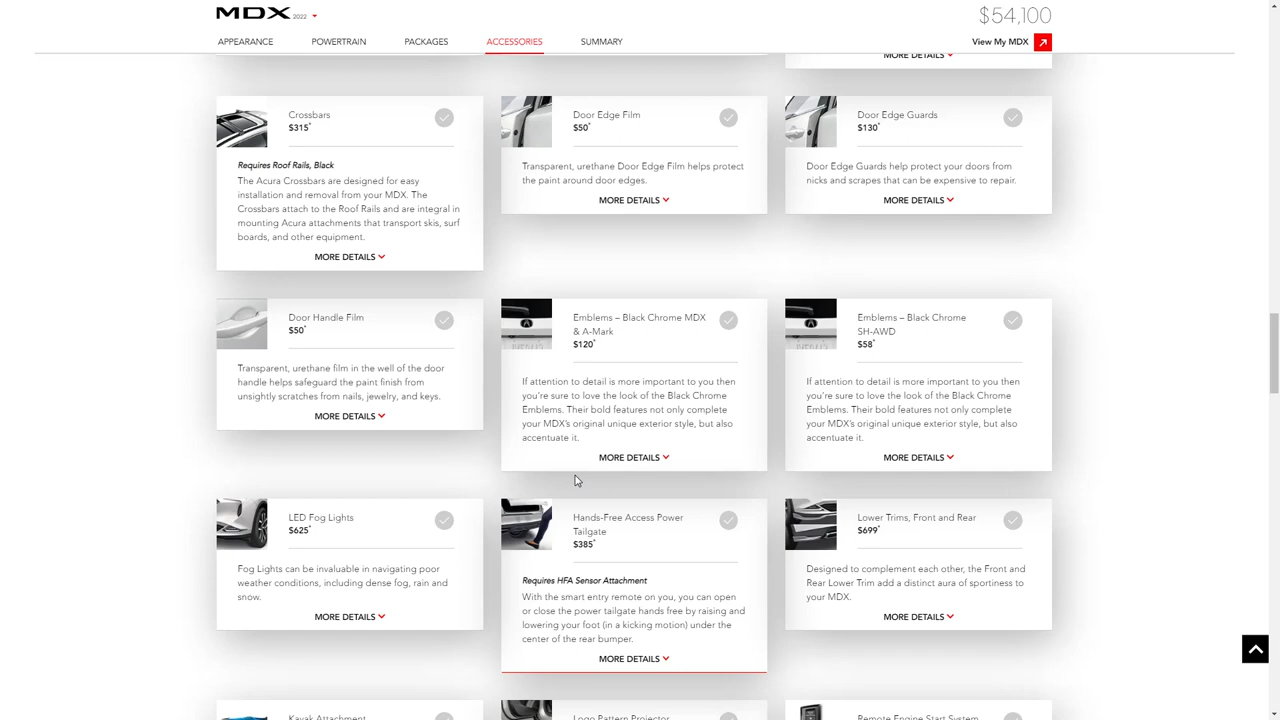 MDX 2022
$54,100
APPEARANCE
POWERTRAIN
PACKAGES
ACCESSORIES
SUMMARY
View My MDX
MORE DETAILS
Crossbars
$315*
Requires Roof Rails, Black
The Acura Crossbars are designed for easy
installation and removal from your MDX. The
Crossbars attach to the Roof Rails and are integral in
mounting Acura attachments that transport skis, surf
boards, and other equipment.
MORE DETAILS
Door Edge Film
$50*
Transparent, urethane Door Edge Film helps protect
the paint around door edges.
MORE DETAILS
Door Edge Guards
$130*
Door Edge Guards help protect your doors from
nicks and scrapes that can be expensive to repair.
MORE DETAILS
Door Handle Film
$50*
Transparent, urethane film in the well of the door
handle helps safeguard the paint finish from
unsightly scratches from nails, jewelry, and keys.
MORE DETAILS
Emblems – Black Chrome MDX
& A-Mark
$120*
If attention to detail is more important to you then
you're sure to love the look of the Black Chrome
Emblems. Their bold features not only complete
your MDX's original unique exterior style, but also
accentuate it.
MORE DETAILS
Emblems – Black Chrome
SH-AWD
$58*
If attention to detail is more important to you then
you're sure to love the look of the Black Chrome
Emblems. Their bold features not only complete
your MDX's original unique exterior style, but also
accentuate it.
MORE DETAILS
LED Fog Lights
$625*
Fog Lights can be invaluable in navigating poor
weather conditions, including dense fog, rain and
snow.
MORE DETAILS
Hands-Free Access Power
Tailgate
$385*
Requires HFA Sensor Attachment
With the smart entry remote on you, you can open
or close the power tailgate hands free by raising and
lowering your foot (in a kicking motion) under the
center of the rear bumper.
MORE DETAILS
Lower Trims, Front and Rear
$699*
Designed to complement each other, the Front and
Rear Lower Trim add a distinct aura of sportiness to
your MDX.
MORE DETAILS
Kayak Attachment
Logo Pattern Projector
Remote Engine Start System